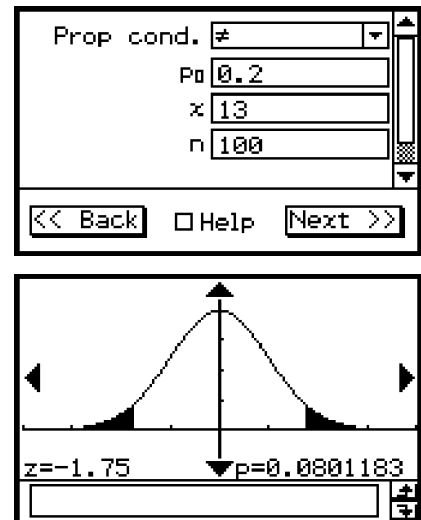 Prop cond. ≠
p0 0.2
x 13
n 100
<< Back Help Next >>
z=-1.75 p=0.0801183